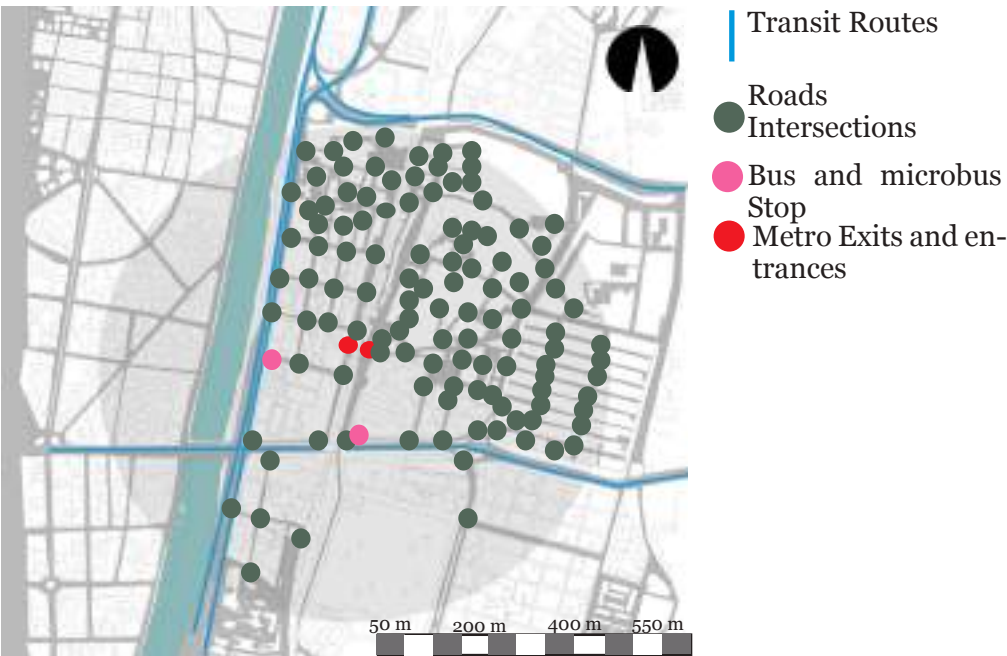 Transit Routes
Roads
Intersections
Bus and microbus
Stop
Metro Exits and en-
trances
50 m 200 m 400 m 550 m